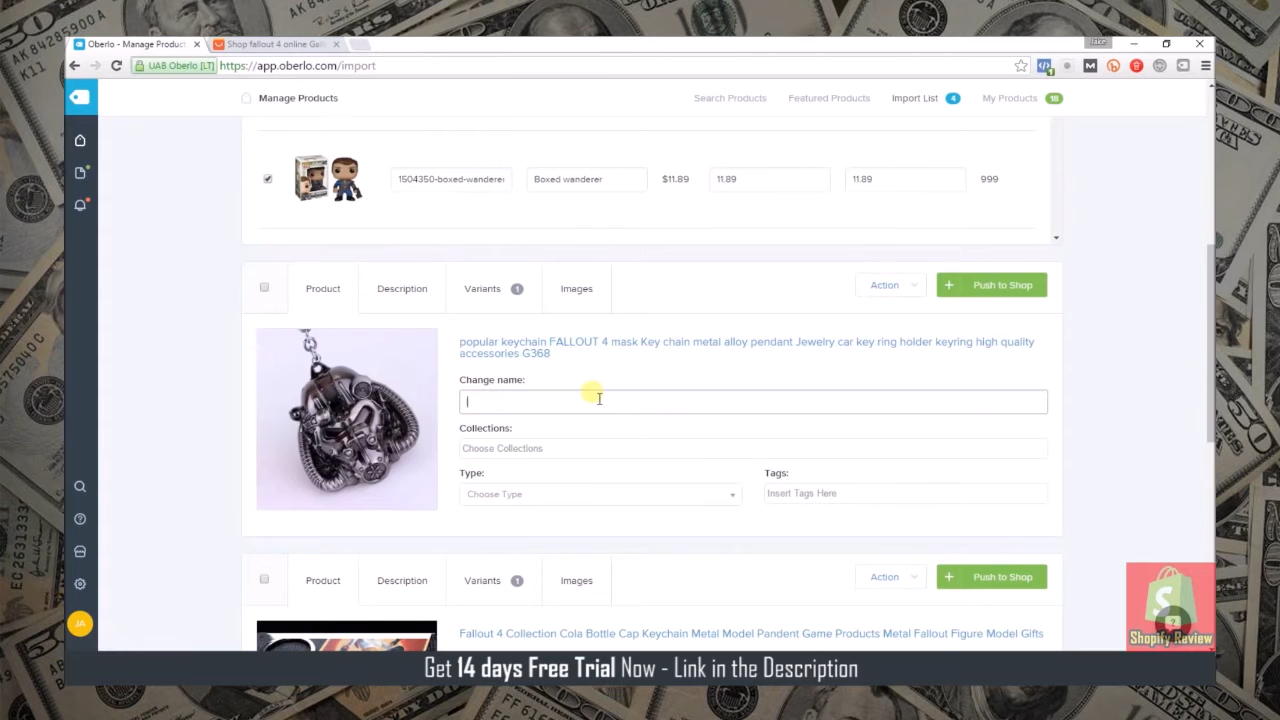 Oberlo - Manage Product
Shop fallout 4 online Gall
Jake
UAB Oberlo [LT] https://app.oberlo.com/import
Manage Products
Search Products
Featured Products
Import List 4
My Products 18
1504350-boxed-wanderer
Boxed wanderer
$11.89
11.89
11.89
999
Product
Description
Variants 1
Images
Action
+ Push to Shop
popular keychain FALLOUT 4 mask Key chain metal alloy pendant Jewelry car key ring holder keyring high quality
accessories G368
Change name:
Collections:
Choose Collections
Type:
Tags:
Choose Type
Insert Tags Here
Product
Description
Variants 1
Images
Action
+ Push to Shop
Fallout 4 Collection Cola Bottle Cap Keychain Metal Model Pandent Game Products Metal Fallout Figure Model Gifts
JA
S
?
Shopify Review
Get 14 days Free Trial Now - Link in the Description